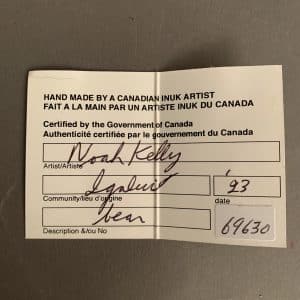 HAND MADE BY A CANADIAN INUK ARTIST
FAIT A LA MAIN PAR UN ARTISTE INUK DU CANADA
Certified by the Government of Canada
Authenticité certifiée par le gouvernement du Canada
Noah Kelly
Artist/Artiste
'93
Community/lieu d'origine
date
bear
69630
Description &/ou No